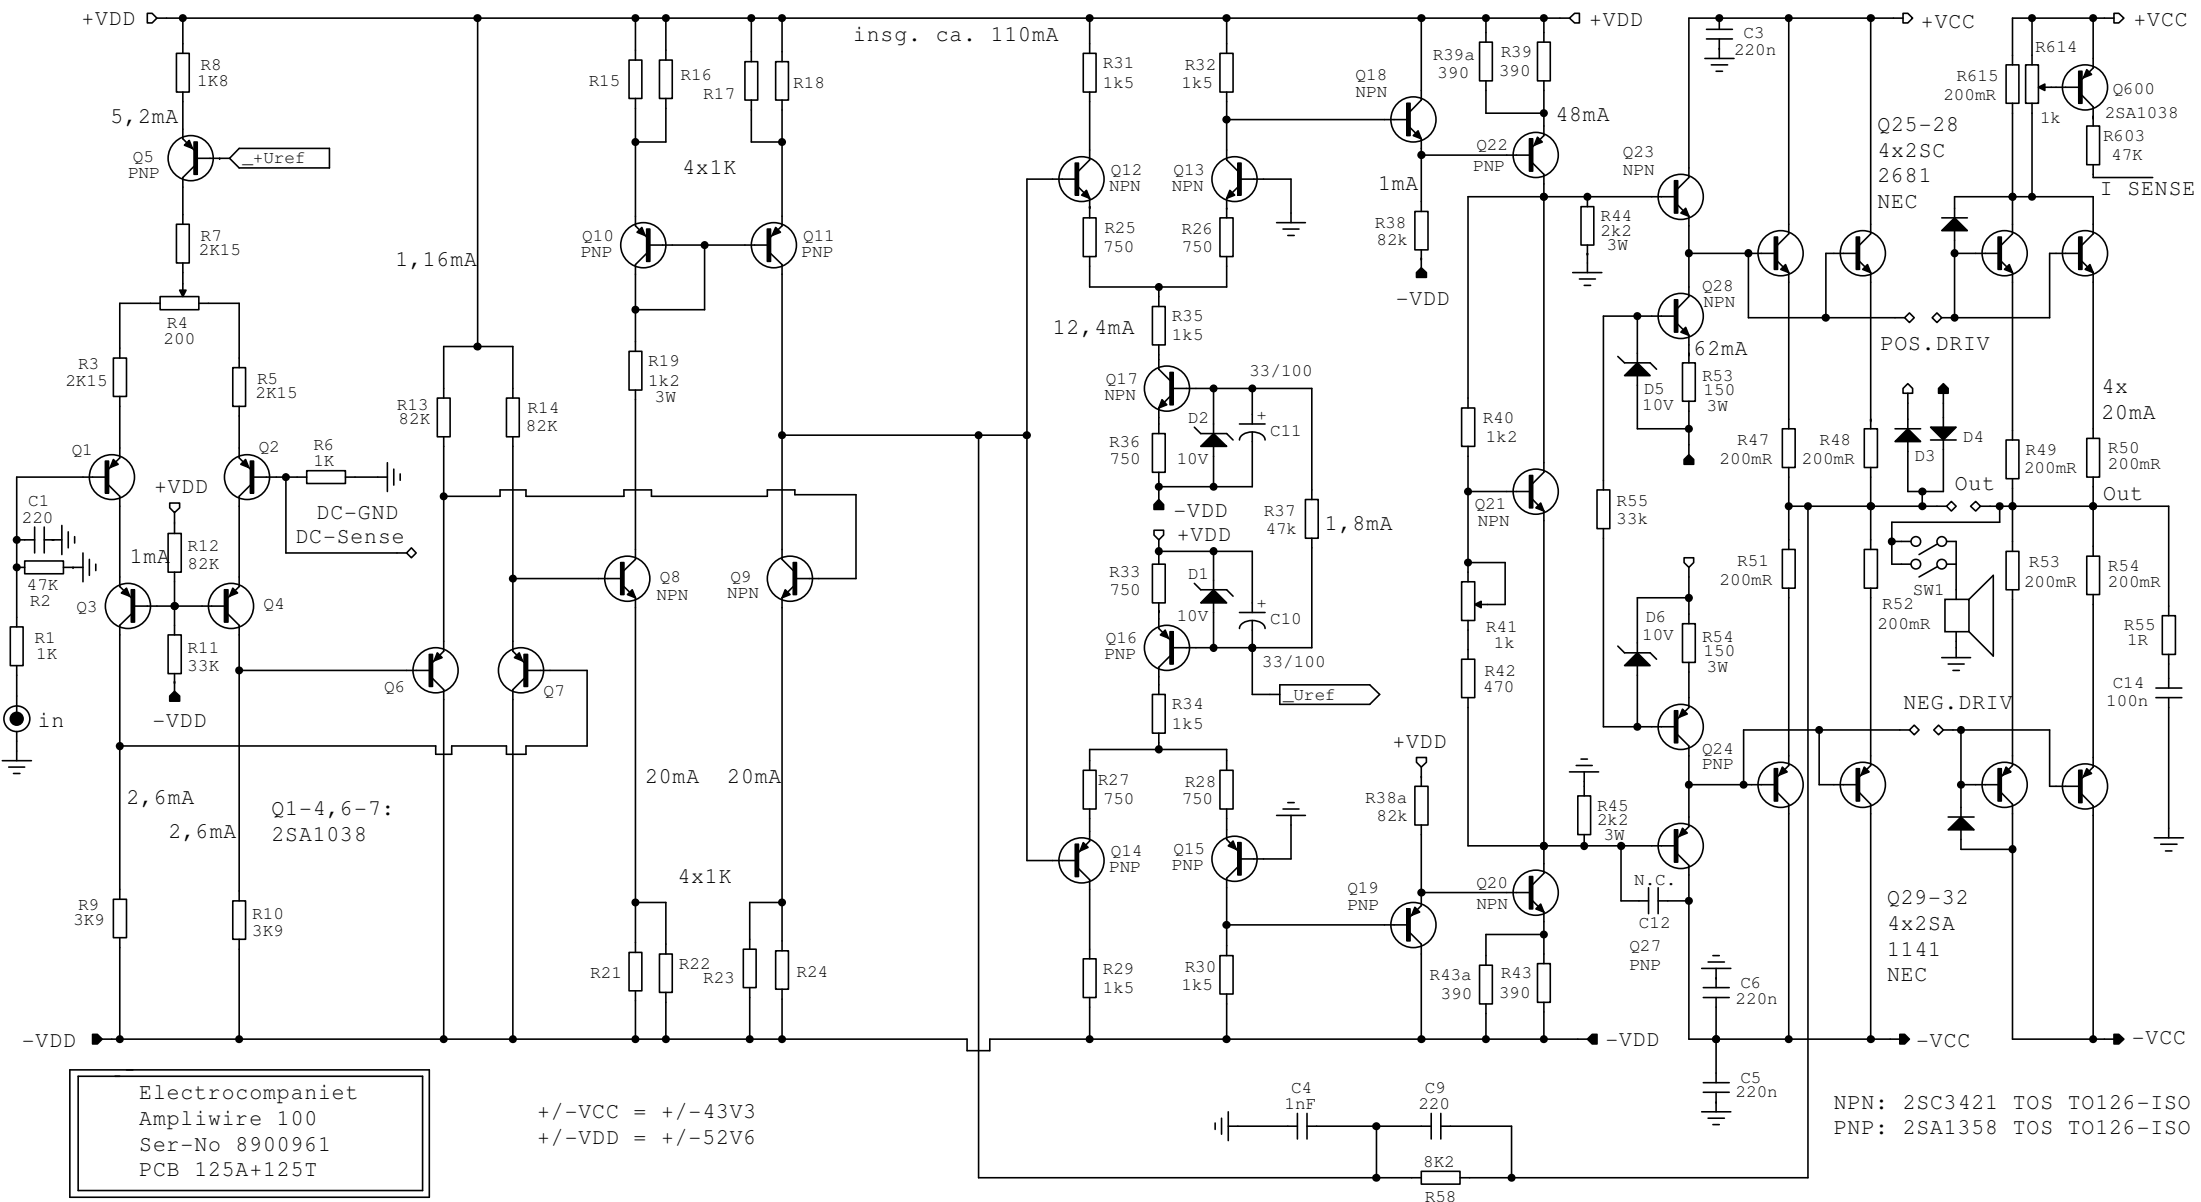 +VDD
insg. ca. 110mA
+VDD
+VCC
+VCC
R8
1K8
5,2mA
Q5
PNP
_+Uref
R7
2K15
R4
200
R3
2K15
R5
2K15
Q1
Q2
R6
1K
+VDD
DC-GND
DC-Sense
C1
220
1mA
R12
82K
47K
R2
Q3
Q4
R1
1K
R11
33K
-VDD
in
2,6mA
2,6mA
Q1-4,6-7:
2SA1038
R9
3K9
R10
3K9
-VDD
1,16mA
R13
82K
R14
82K
Q6
Q7
R15
R16
R17
R18
4x1K
Q10
PNP
Q11
PNP
R19
1k2
3W
Q8
NPN
Q9
NPN
20mA
20mA
4x1K
R21
R22
R23
R24
R31
1k5
R32
1k5
Q12
NPN
Q13
NPN
R25
750
R26
750
12,4mA
R35
1k5
Q17
NPN
33/100
D2
10V
+
C11
R36
750
-VDD
+VDD
R37
47k
1,8mA
R33
750
D1
10V
+
C10
33/100
Q16
PNP
_Uref
R34
1k5
R27
750
R28
750
Q14
PNP
Q15
PNP
R29
1k5
R30
1k5
Q18
NPN
R39a
390
R39
390
48mA
Q22
PNP
1mA
R38
82k
-VDD
R40
1k2
Q21
NPN
R41
1k
R42
470
+VDD
R38a
82k
Q19
PNP
Q20
NPN
R43a
390
R43
390
-VDD
C3
220n
Q23
NPN
R44
2k2
3W
Q28
NPN
62mA
D5
10V
R53
150
3W
R55
33k
D6
10V
R54
150
3W
Q24
PNP
R45
2k2
3W
N.C.
C12
Q27
PNP
C6
220n
C5
220n
-VCC
-VCC
R614
R615
200mR
1k
Q600
2SA1038
R603
47K
I SENSE
Q25-28
4x2SC
2681
NEC
POS.DRIV
4x
20mA
R47
200mR
R48
200mR
D3
D4
R49
200mR
R50
200mR
Out
Out
R51
200mR
R52
200mR
SW1
R53
200mR
R54
200mR
R55
1R
C14
100n
NEG.DRIV
Q29-32
4x2SA
1141
NEC
Electrocompaniet
Ampliwire 100
Ser-No 8900961
PCB 125A+125T
+/-VCC = +/-43V3
+/-VDD = +/-52V6
C4
1nF
C9
220
8K2
R58
NPN: 2SC3421 TOS TO126-ISO
PNP: 2SA1358 TOS TO126-ISO